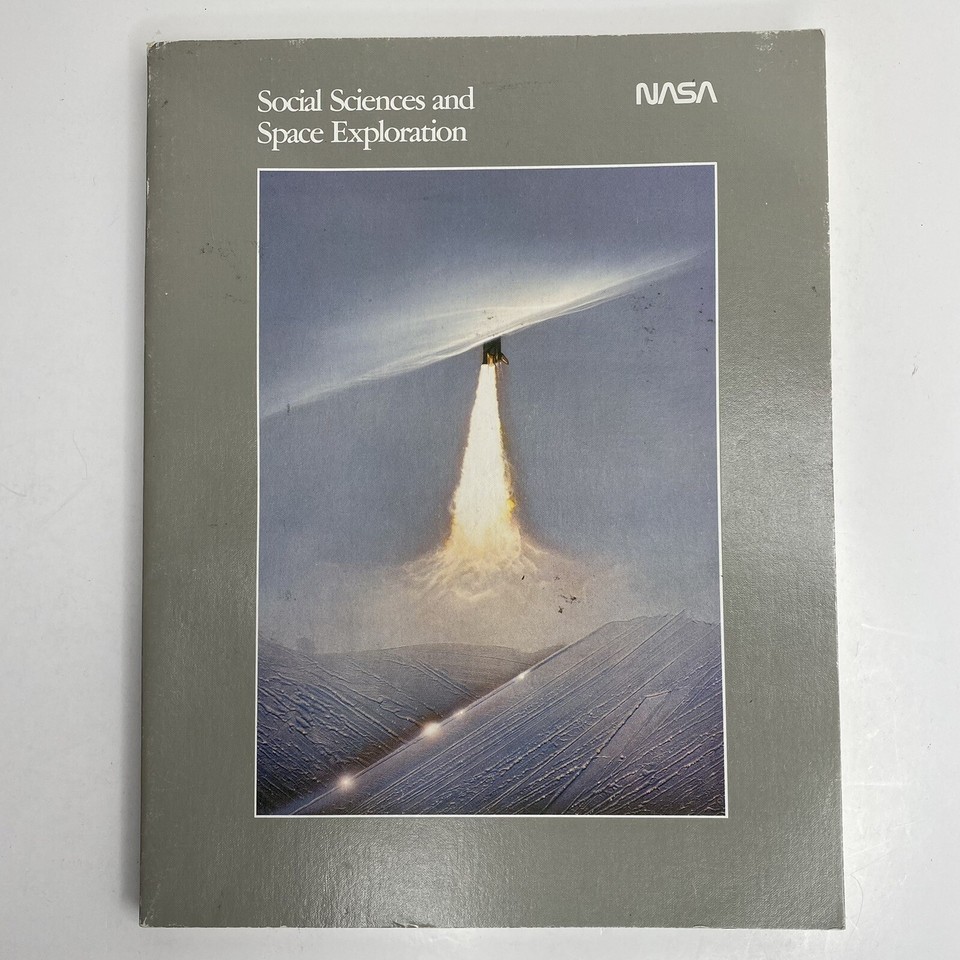 Social Sciences and
Space Exploration
NASA